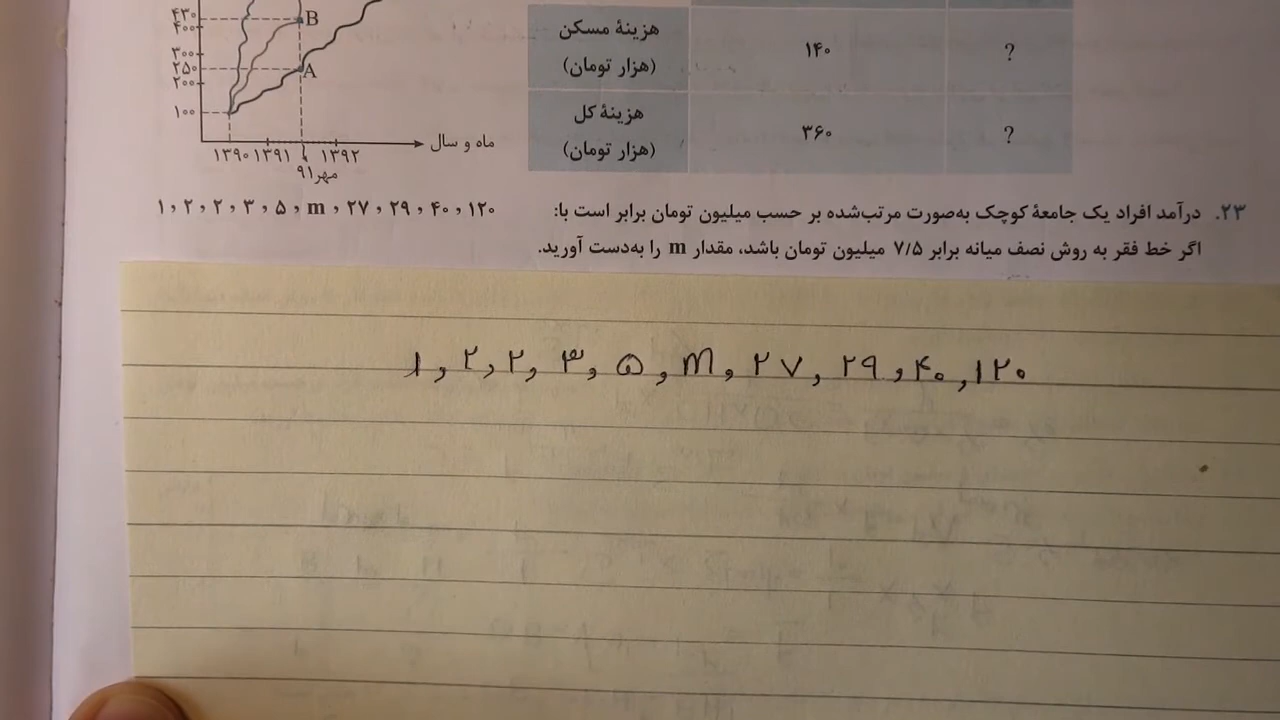 ۴۳۰
B
۴۰۰
۳۰۰
۲۵۰
A
۲۰۰
۱۰۰
ماه و سال
۱۳۹۰ ۱۳۹۱ ۱۳۹۲
مهر ۹۱
هزینهٔ مسکن (هزار تومان) ۱۴۰ ?
هزینهٔ کل (هزار تومان) ۳۶۰ ?
۲۳. درآمد افراد یک جامعهٔ کوچک به‌صورت مرتب‌شده بر حسب میلیون تومان برابر است با: ۱ ، ۲ ، ۲ ، ۳ ، ۵ ، m ، ۲۷ ، ۲۹ ، ۴۰ ، ۱۲۰
اگر خط فقر به روش نصف میانه برابر ۷/۵ میلیون تومان باشد، مقدار m را به‌دست آورید.
۱ , ۲ , ۲ , ۳ , ۵ , m , ۲۷ , ۲۹ , ۴۰ , ۱۲۰